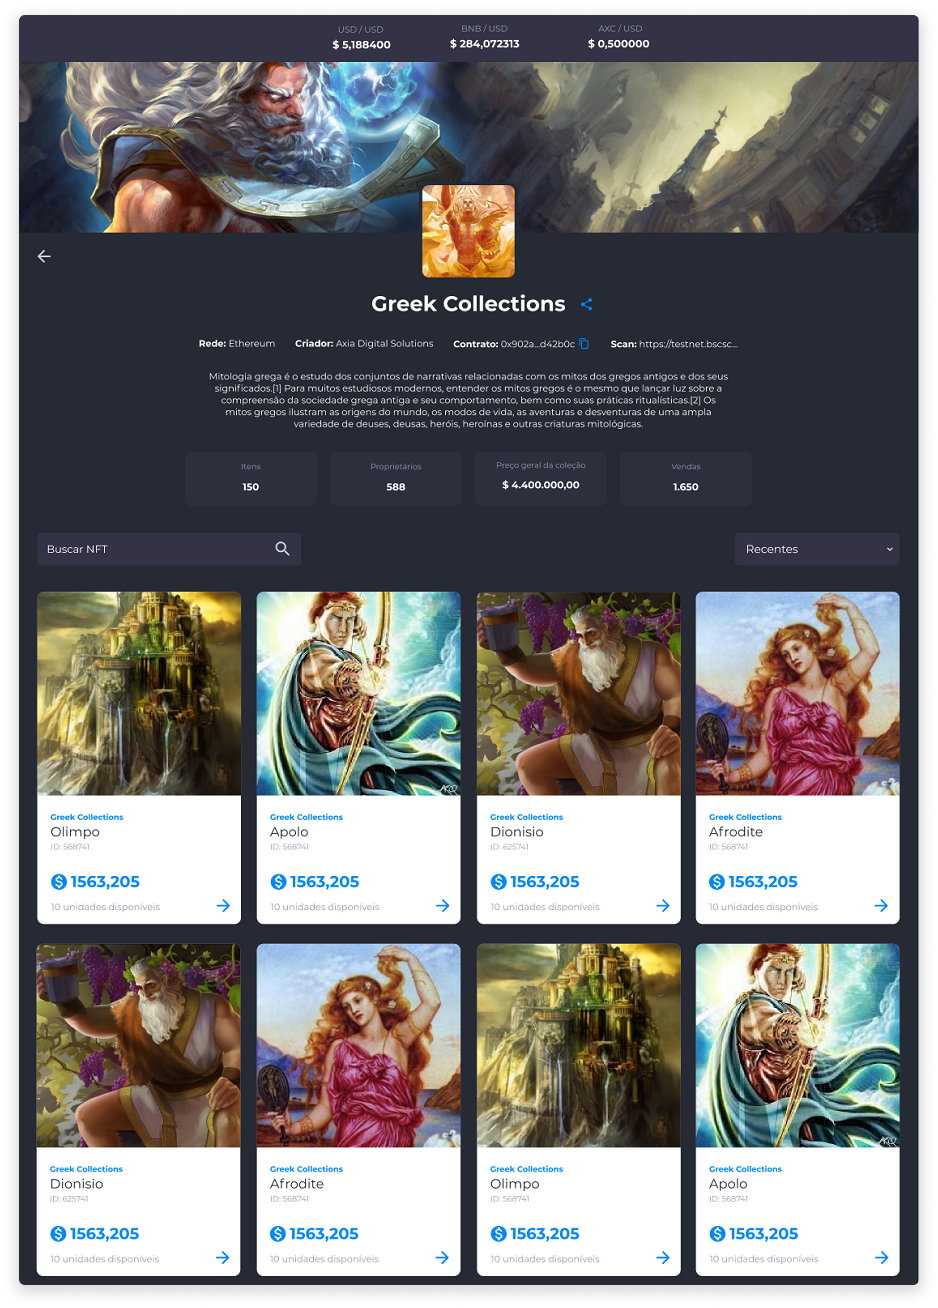 USD / USD
$ 5,188400
BNB / USD
$ 284,072313
AXC / USD
$ 0,500000
Greek Collections
Rede: Ethereum
Criador: Axia Digital Solutions
Contrato: 0x902a...d42b0c
Scan: https://testnet.bscsc...
Mitologia grega é o estudo dos conjuntos de narrativas relacionadas com os mitos dos gregos antigos e dos seus
significados.[1] Para muitos estudiosos modernos, entender os mitos gregos é o mesmo que lançar luz sobre a
compreensão da sociedade grega antiga e seu comportamento, bem como suas práticas ritualísticas.[2] Os
mitos gregos ilustram as origens do mundo, os modos de vida, as aventuras e desventuras de uma ampla
variedade de deuses, deusas, heróis, heroínas e outras criaturas mitológicas.
Itens
150
Proprietários
588
Preço geral da coleção
$ 4.400.000,00
Vendas
1.650
Buscar NFT
Recentes
Greek Collections
Olimpo
ID: 568741
1563,205
10 unidades disponíveis
Greek Collections
Apolo
ID: 568741
1563,205
10 unidades disponíveis
Greek Collections
Dionisio
ID: 625741
1563,205
10 unidades disponíveis
Greek Collections
Afrodite
ID: 568741
1563,205
10 unidades disponíveis
Greek Collections
Dionisio
ID: 625741
1563,205
10 unidades disponíveis
Greek Collections
Afrodite
ID: 568741
1563,205
10 unidades disponíveis
Greek Collections
Olimpo
ID: 568741
1563,205
10 unidades disponíveis
Greek Collections
Apolo
ID: 568741
1563,205
10 unidades disponíveis